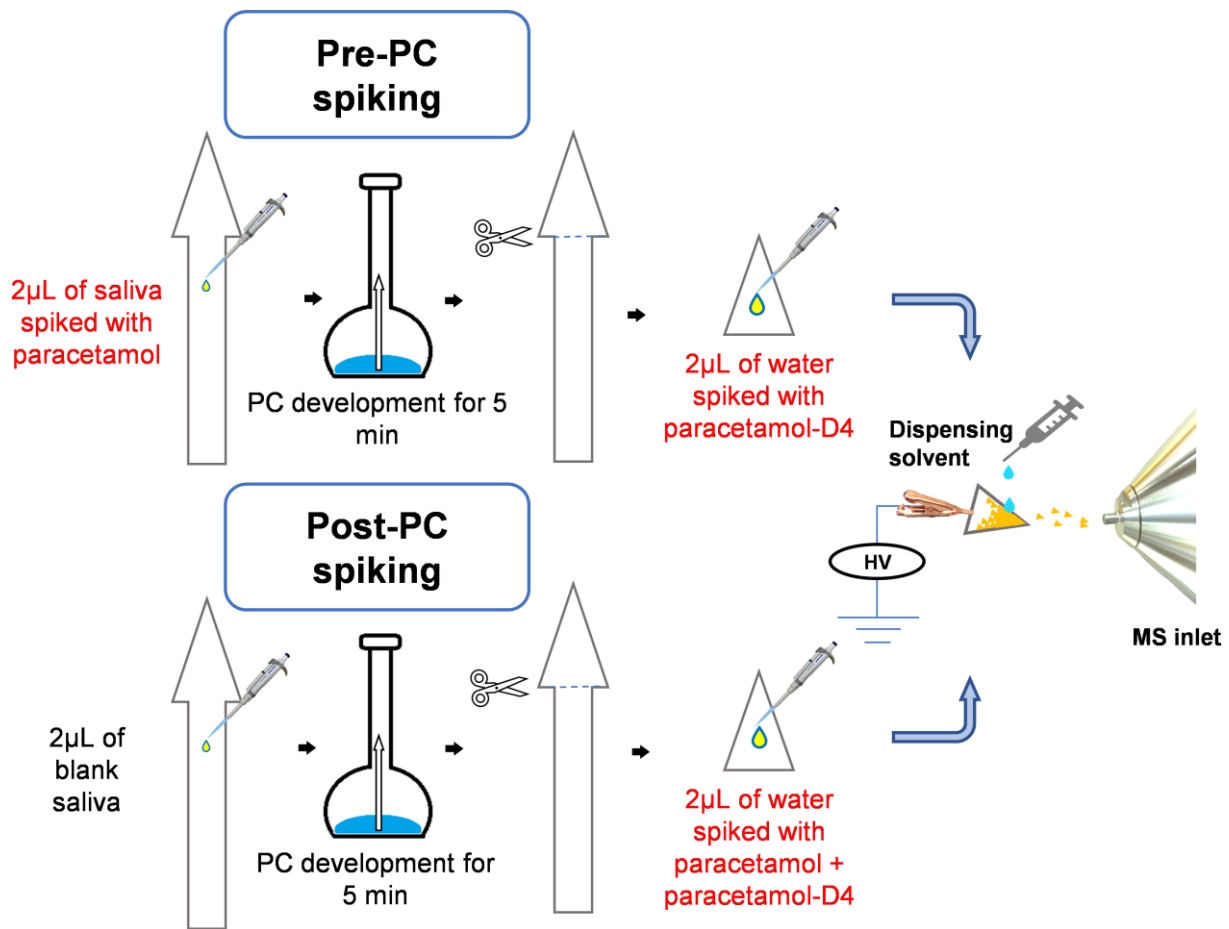 Pre-PC
spiking
2µL of saliva
spiked with
paracetamol
PC development for 5
min
2µL of water
spiked with
paracetamol-D4
Dispensing
solvent
HV
MS inlet
Post-PC
spiking
2µL of
blank
saliva
PC development for
5 min
2µL of water
spiked with
paracetamol +
paracetamol-D4